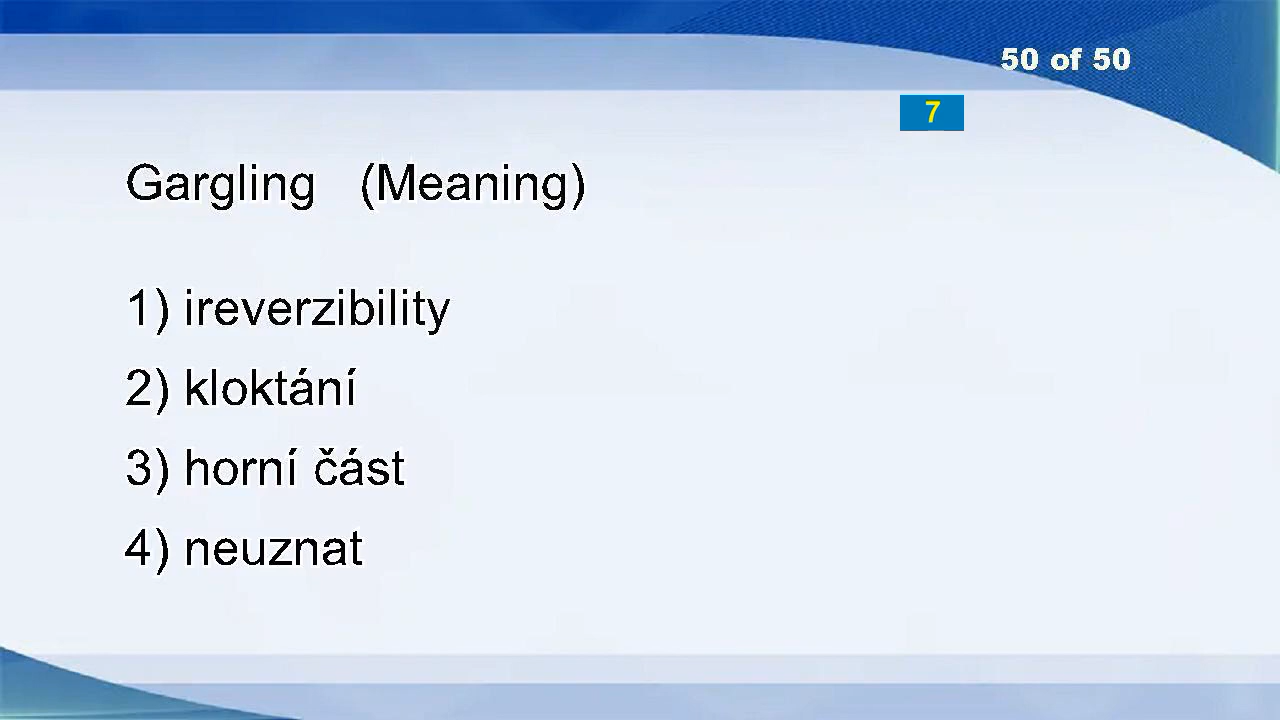 50 of 50
7
Gargling (Meaning)
1) ireverzibility
2) kloktání
3) horní část
4) neuznat